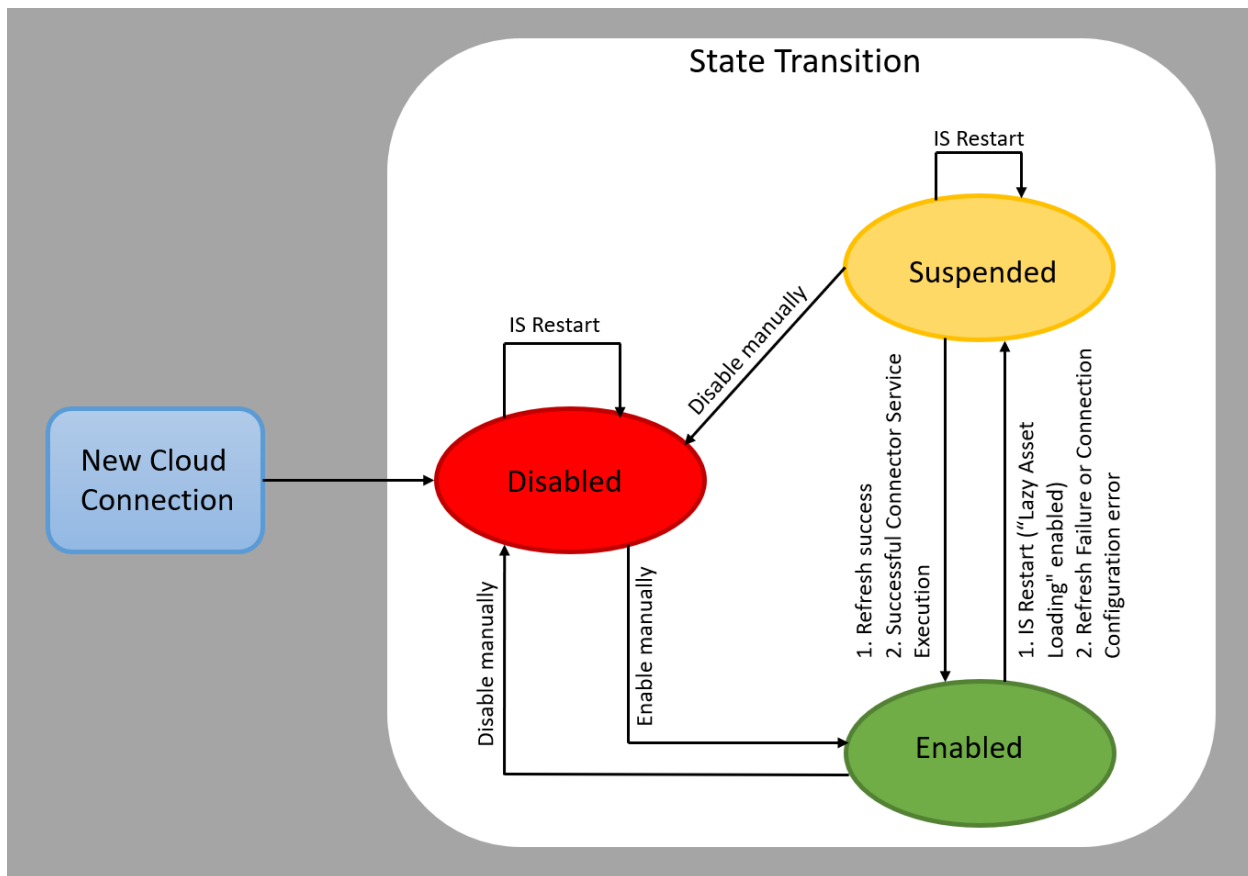 State Transition
IS Restart
Suspended
Disable manually
IS Restart
New Cloud
Connection
Disabled
1. Refresh success
2. Successful Connector Service
Execution
1. IS Restart (“Lazy Asset
Loading" enabled)
2. Refresh Failure or Connection
Configuration error
Disable manually
Enable manually
Enabled